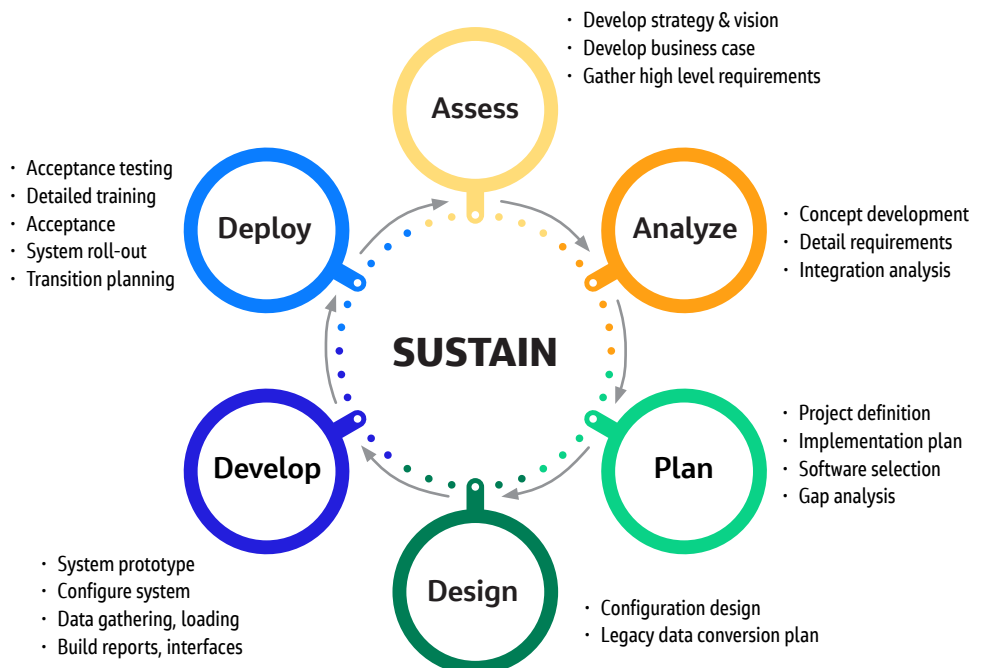 Assess
· Develop strategy & vision
· Develop business case
· Gather high level requirements
Analyze
· Concept development
· Detail requirements
· Integration analysis
Plan
· Project definition
· Implementation plan
· Software selection
· Gap analysis
Design
· Configuration design
· Legacy data conversion plan
Develop
· System prototype
· Configure system
· Data gathering, loading
· Build reports, interfaces
Deploy
· Acceptance testing
· Detailed training
· Acceptance
· System roll-out
· Transition planning
SUSTAIN